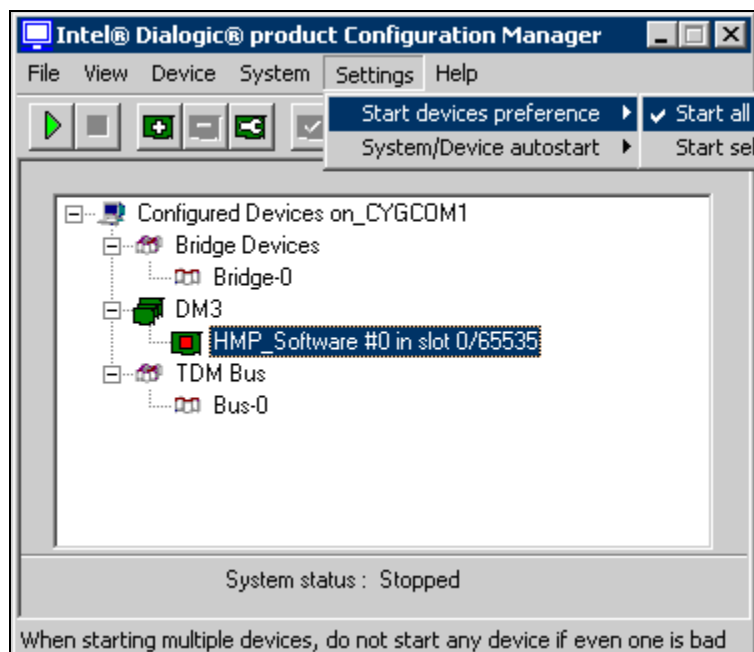 Intel® Dialogic® product Configuration Manager
File View Device System Settings Help
Start devices preference
Start all
System/Device autostart
Start sel
Configured Devices on_CYGCOM1
Bridge Devices
Bridge-0
DM3
HMP_Software #0 in slot 0/65535
TDM Bus
Bus-0
System status : Stopped
When starting multiple devices, do not start any device if even one is bad